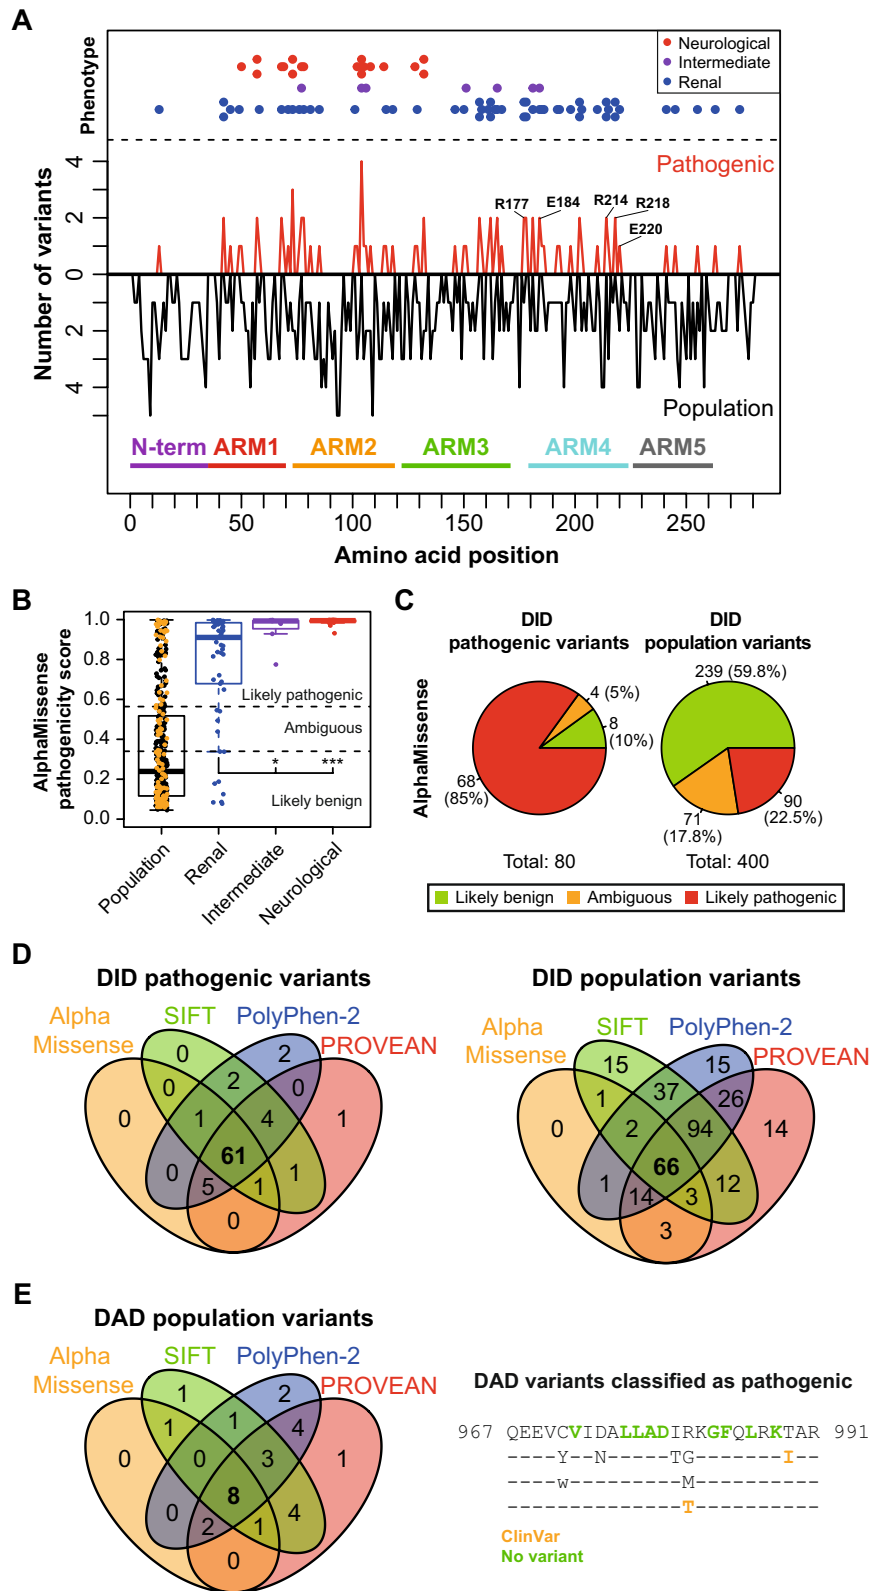 A
Phenotype
Neurological
Intermediate
Renal
Pathogenic
Number of variants
4
2
0
2
4
R177
E184
R214
R218
E220
Population
N-term
ARM1
ARM2
ARM3
ARM4
ARM5
0 50 100 150 200 250
Amino acid position
B
AlphaMissense
pathogenicity score
1.0
0.8
0.6
0.4
0.2
0.0
Likely pathogenic
Ambiguous
* ***
Likely benign
Population
Renal
Intermediate
Neurological
C
AlphaMissense
DID
pathogenic variants
4 (5%)
8
(10%)
68
(85%)
Total: 80
DID
population variants
239 (59.8%)
90
(22.5%)
71
(17.8%)
Total: 400
Likely benign
Ambiguous
Likely pathogenic
D
DID pathogenic variants
Alpha
Missense
SIFT
PolyPhen-2
PROVEAN
0 2
0 2 0
0 1 4 1
61
0 5 1 1
0
DID population variants
Alpha
Missense
SIFT
PolyPhen-2
PROVEAN
15 15
1 37 26
0 2 94 14
66
1 14 3 12
3
E
DAD population variants
Alpha
Missense
SIFT
PolyPhen-2
PROVEAN
1 2
1 1 4
0 0 3 1
8
0 2 1 4
0
DAD variants classified as pathogenic
967 QEEVCVIDALLADIRKGFQLRKTAR 991
----Y--N-----TG-------I--
----w---------M----------
--------------T----------
ClinVar
No variant